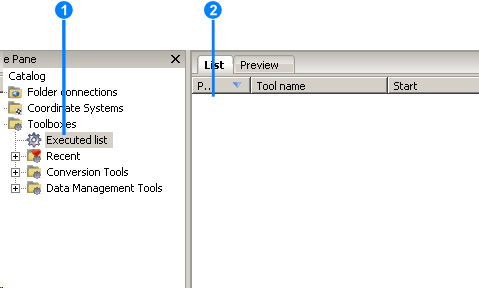 1
2
e Pane
Catalog
Folder connections
Coordinate Systems
Toolboxes
Executed list
Recent
Conversion Tools
Data Management Tools
List Preview
P... Tool name Start